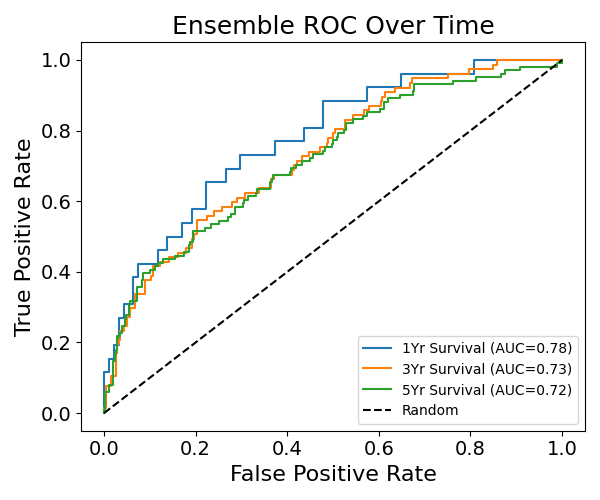 Ensemble ROC Over Time
True Positive Rate
1.0
0.8
0.6
0.4
0.2
0.0
0.0 0.2 0.4 0.6 0.8 1.0
False Positive Rate
1Yr Survival (AUC=0.78)
3Yr Survival (AUC=0.73)
5Yr Survival (AUC=0.72)
Random